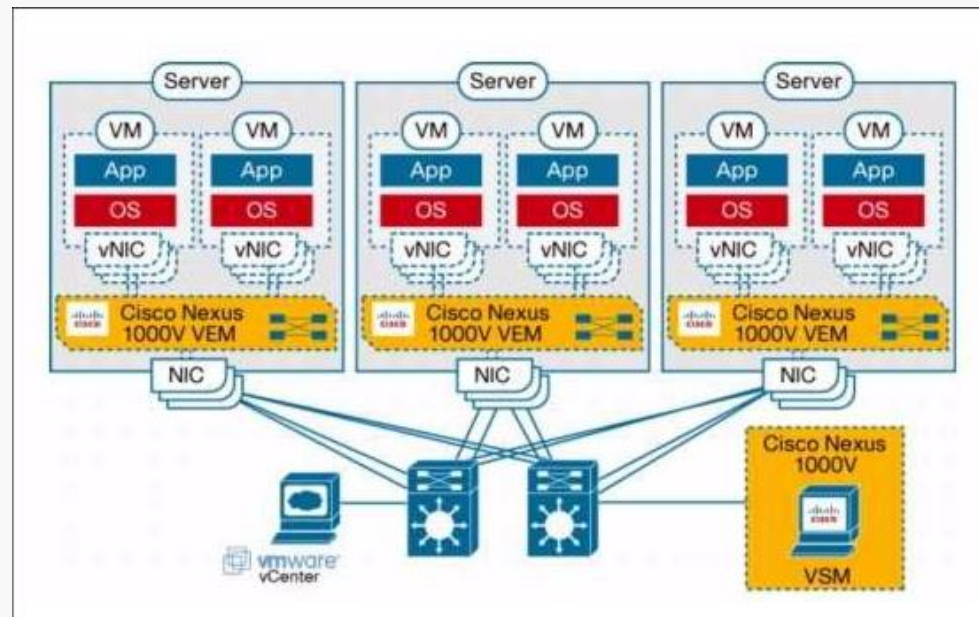 Server
Server
Server
VM
VM
VM
VM
VM
VM
App
App
App
App
App
App
OS
OS
OS
OS
OS
OS
vNIC
vNIC
vNIC
vNIC
vNIC
vNIC
Cisco Nexus
1000V VEM
Cisco Nexus
1000V VEM
Cisco Nexus
1000V VEM
NIC
NIC
NIC
vmware
vCenter
Cisco Nexus
1000V
VSM